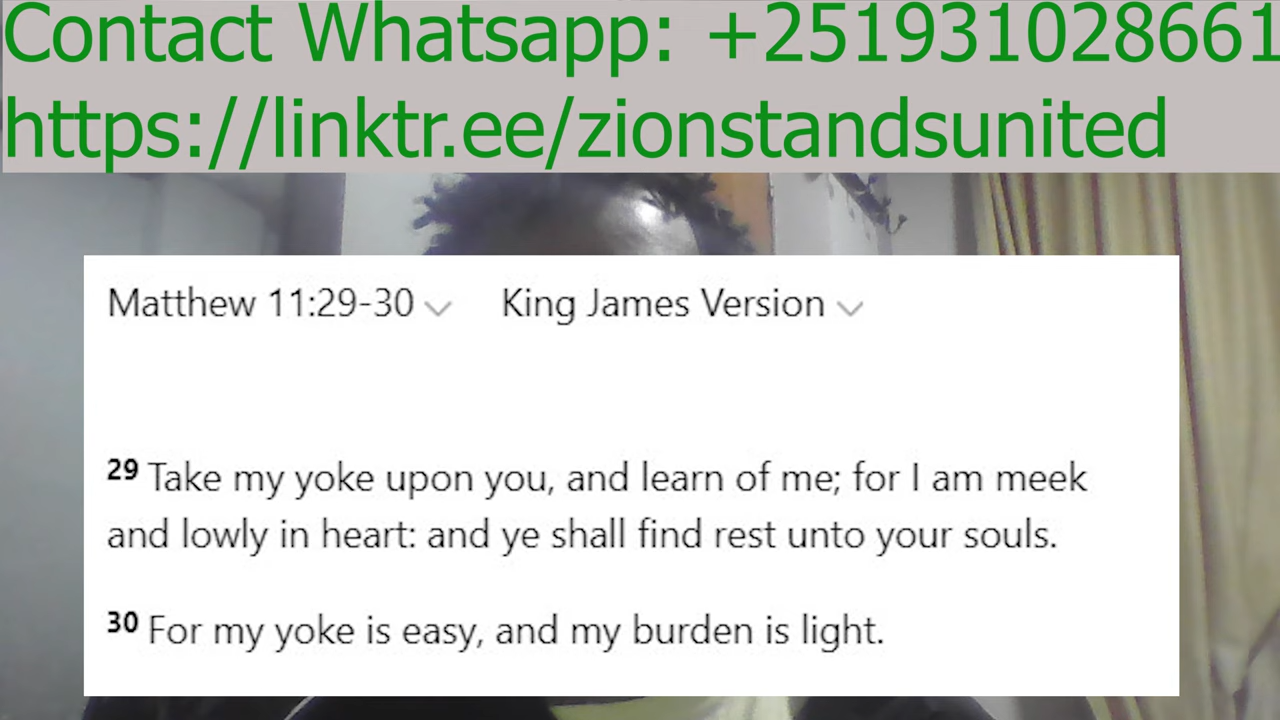 Contact Whatsapp: +251931028661
https://linktr.ee/zionstandsunited
Matthew 11:29-30 King James Version
29 Take my yoke upon you, and learn of me; for I am meek
and lowly in heart: and ye shall find rest unto your souls.
30 For my yoke is easy, and my burden is light.